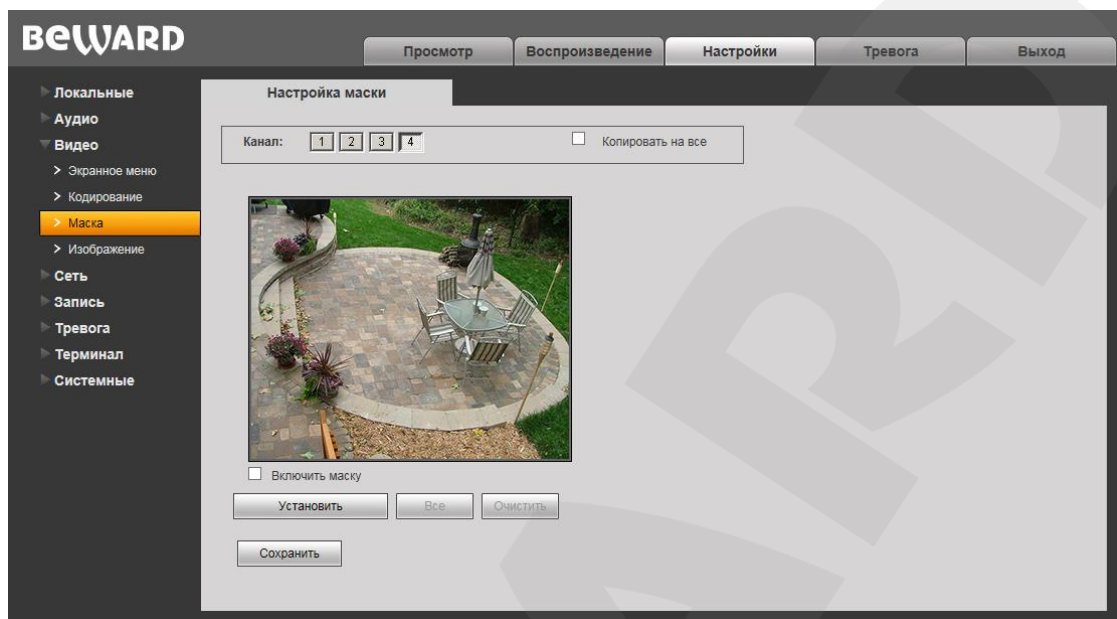 BEWARD
Просмотр
Воспроизведение
Настройки
Тревога
Выход
Локальные
Аудио
Видео
> Экранное меню
> Кодирование
> Маска
> Изображение
Сеть
Запись
Тревога
Терминал
Системные
Настройка маски
Канал: 1 2 3 4 Копировать на все
Включить маску
Установить Все Очистить
Сохранить